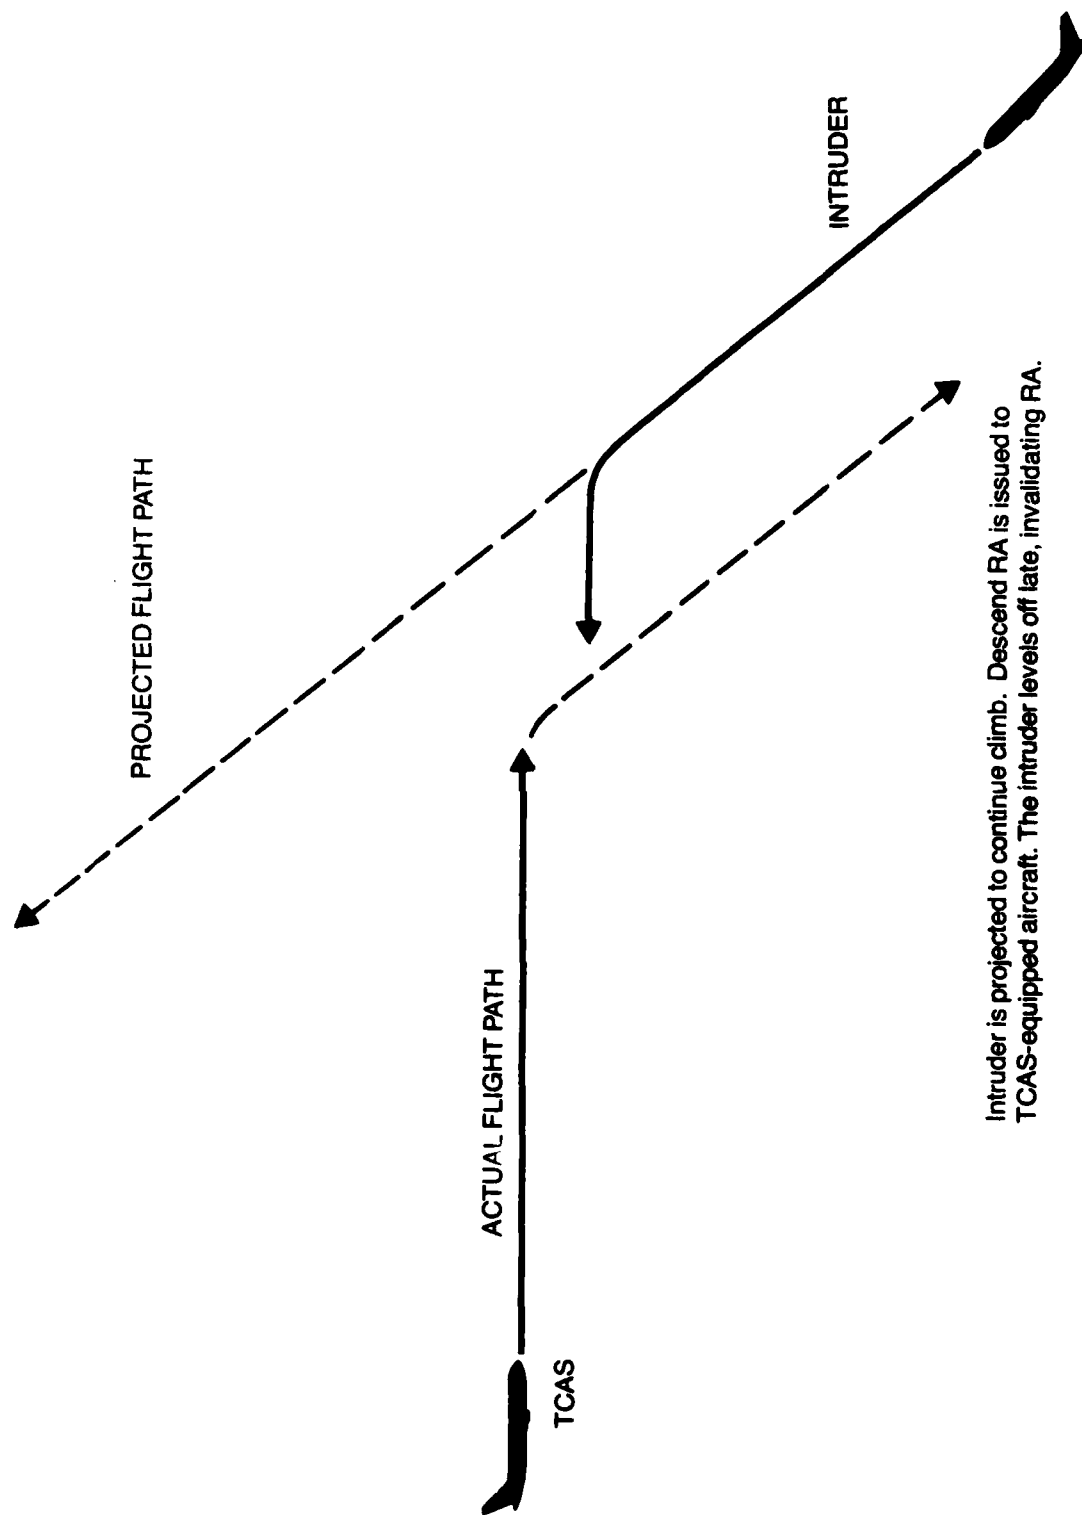 PROJECTED FLIGHT PATH
ACTUAL FLIGHT PATH
INTRUDER
TCAS
Intruder is projected to continue climb. Descend RA is issued to
TCAS-equipped aircraft. The intruder levels off late, invalidating RA.